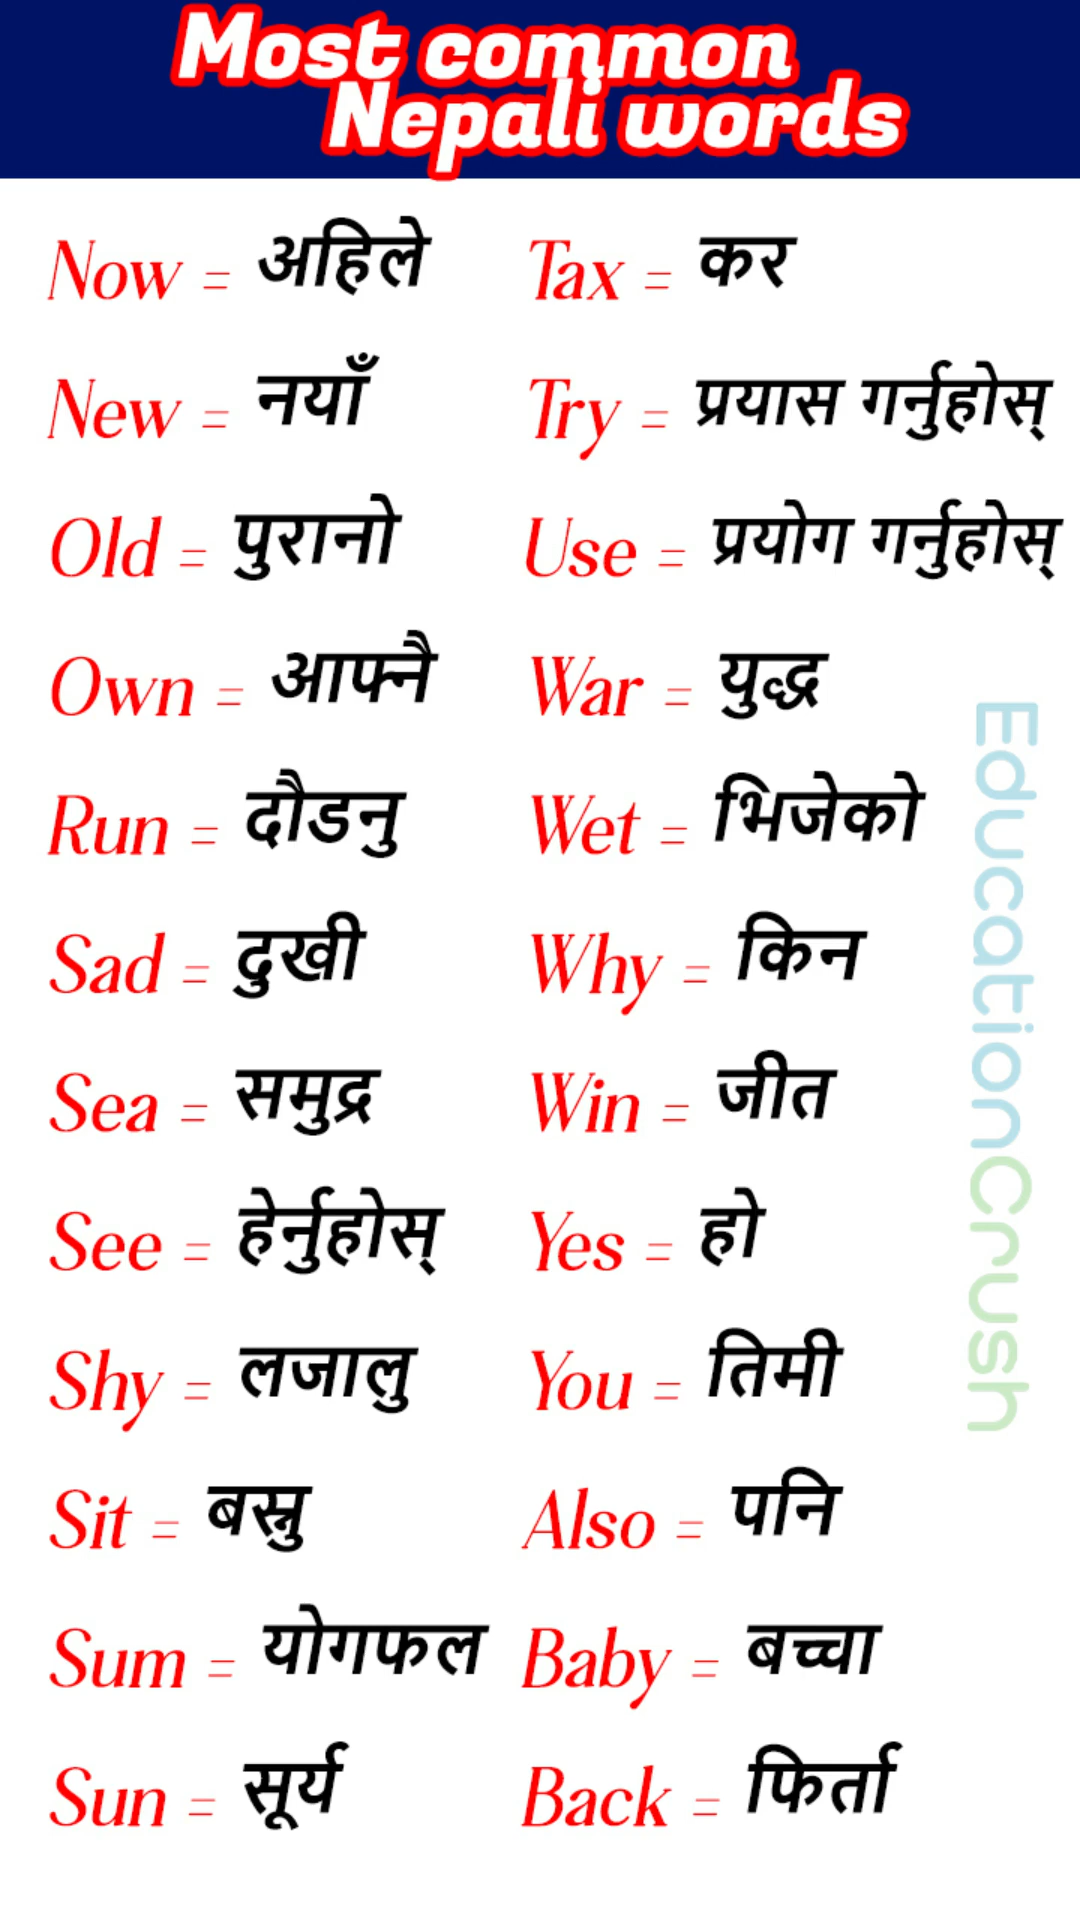 Most common
Nepali words
Now = अहिले
New = नयाँ
Old = पुरानो
Own = आफ्नै
Run = दौडनु
Sad = दुखी
Sea = समुद्र
See = हेर्नुहोस्
Shy = लजालु
Sit = बस्नु
Sum = योगफल
Sun = सूर्य
Tax = कर
Try = प्रयास गर्नुहोस्
Use = प्रयोग गर्नुहोस्
War = युद्ध
Wet = भिजेको
Why = किन
Win = जीत
Yes = हो
You = तिमी
Also = पनि
Baby = बच्चा
Back = फिर्ता
EducationCrush